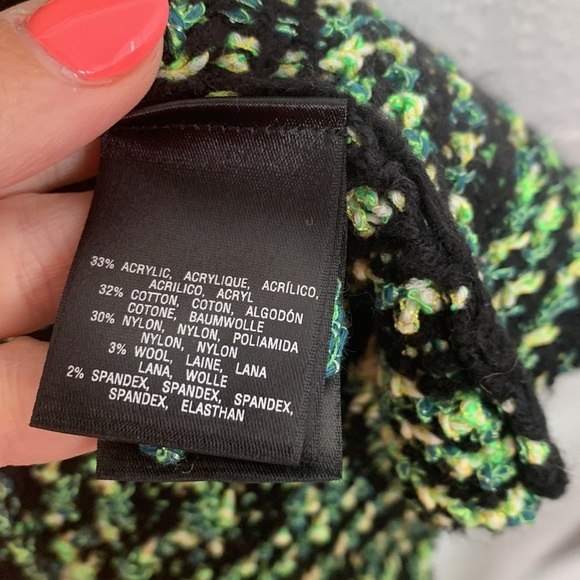 33% ACRYLIC, ACRYLIQUE, ACRÍLICO,
ACRILICO, ACRYL
32% COTTON, COTON, ALGODÓN
COTONE, BAUMWOLLE
30% NYLON, NYLON, POLIAMIDA
NYLON, NYLON
3% WOOL, LAINE, LANA
LANA, WOLLE
2% SPANDEX, SPANDEX, SPANDEX,
SPANDEX, ELASTHAN